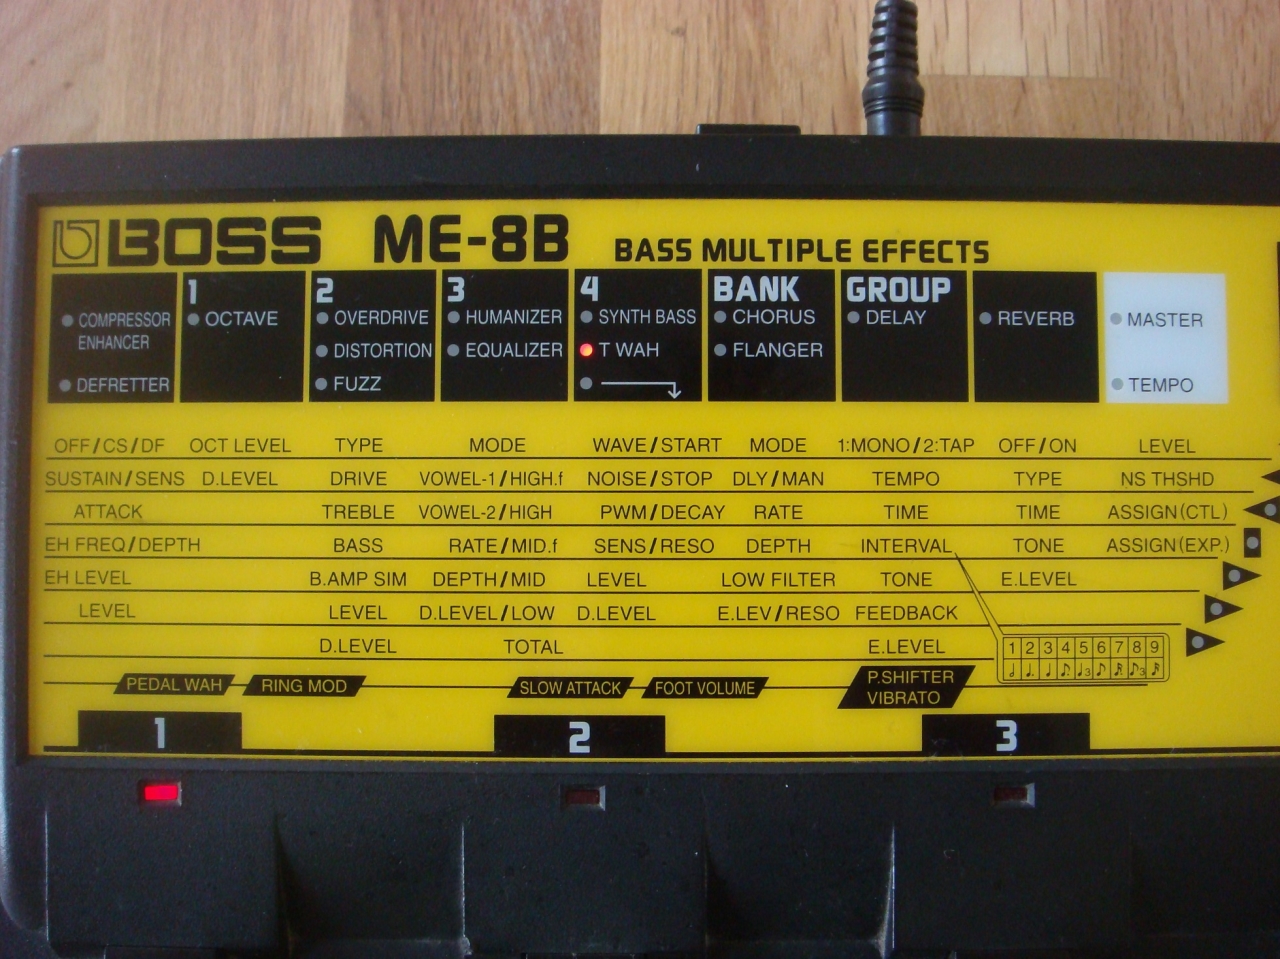 BOSS ME-8B BASS MULTIPLE EFFECTS
1 2 3 4 BANK GROUP
COMPRESSOR ENHANCER OCTAVE OVERDRIVE HUMANIZER SYNTH BASS CHORUS DELAY REVERB MASTER
DISTORTION EQUALIZER T WAH FLANGER
DEFRETTER FUZZ TEMPO
OFF/CS/DF OCT LEVEL TYPE MODE WAVE/START MODE 1:MONO/2:TAP OFF/ON LEVEL
SUSTAIN/SENS D.LEVEL DRIVE VOWEL-1/HIGH.f NOISE/STOP DLY/MAN TEMPO TYPE NS THSHD
ATTACK TREBLE VOWEL-2/HIGH PWM/DECAY RATE TIME TIME ASSIGN(CTL)
EH FREQ/DEPTH BASS RATE/MID.f SENS/RESO DEPTH INTERVAL TONE ASSIGN(EXP.)
EH LEVEL B.AMP SIM DEPTH/MID LEVEL LOW FILTER TONE E.LEVEL
LEVEL LEVEL D.LEVEL/LOW D.LEVEL E.LEV/RESO FEEDBACK
D.LEVEL TOTAL E.LEVEL 1 2 3 4 5 6 7 8 9
PEDAL WAH RING MOD SLOW ATTACK FOOT VOLUME P.SHIFTER VIBRATO
1 2 3